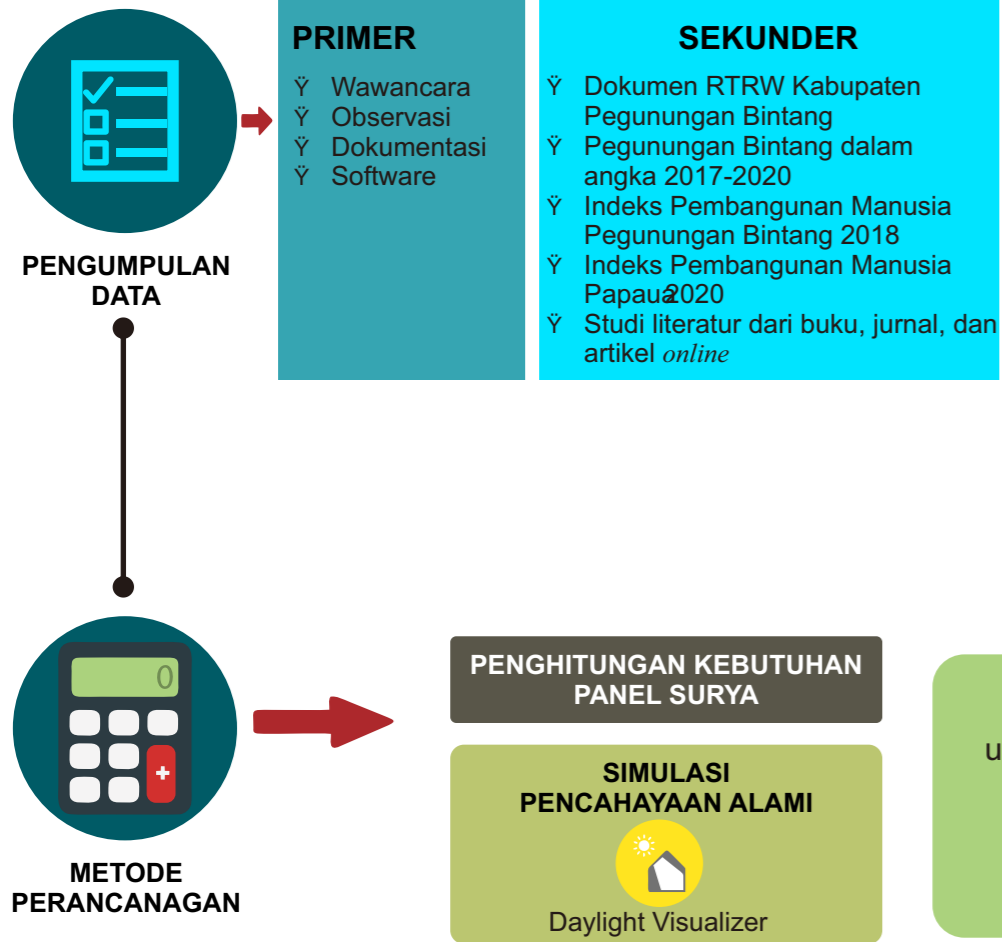 PENGUMPULAN
DATA
PRIMER
Ÿ Wawancara
Ÿ Observasi
Ÿ Dokumentasi
Ÿ Software
SEKUNDER
Ÿ Dokumen RTRW Kabupaten
Pegunungan Bintang
Ÿ Pegunungan Bintang dalam
angka 2017-2020
Ÿ Indeks Pembangunan Manusia
Pegunungan Bintang 2018
Ÿ Indeks Pembangunan Manusia
Papaua2020
Ÿ Studi literatur dari buku, jurnal, dan
artikel online
0
+
METODE
PERANCANAGAN
PENGHITUNGAN KEBUTUHAN
PANEL SURYA
SIMULASI
PENCAHAYAAN ALAMI
Daylight Visualizer
u